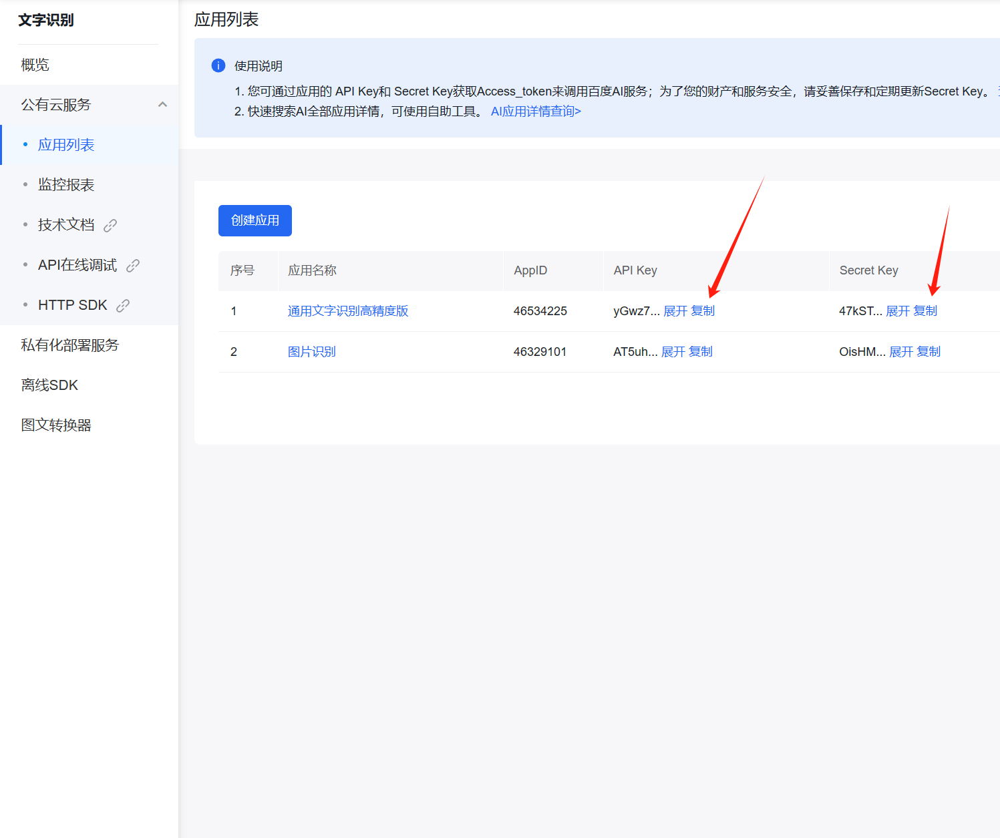 文字识别
概览
公有云服务
应用列表
监控报表
技术文档
API在线调试
HTTP SDK
私有化部署服务
离线SDK
图文转换器
应用列表
使用说明
1. 您可通过应用的 API Key和 Secret Key获取Access_token来调用百度AI服务；为了您的财产和服务安全，请妥善保存和定期更新Secret Key。
2. 快速搜索AI全部应用详情，可使用自助工具。 AI应用详情查询>
创建应用
序号 应用名称 AppID API Key Secret Key
1 通用文字识别高精度版 46534225 yGwz7... 展开 复制 47kST... 展开 复制
2 图片识别 46329101 AT5uh... 展开 复制 OisHM... 展开 复制